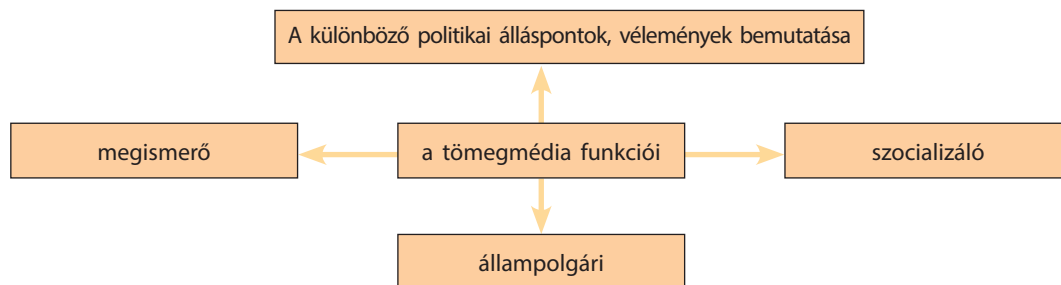 A különböző politikai álláspontok, vélemények bemutatása
megismerő
a tömegmédia funkciói
szocializáló
állampolgári